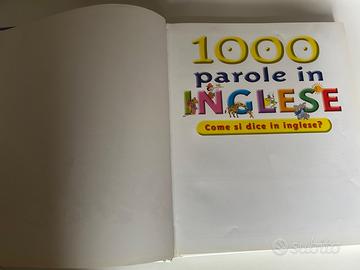 1000
parole in
INGLESE
Come si dice in inglese?
subito